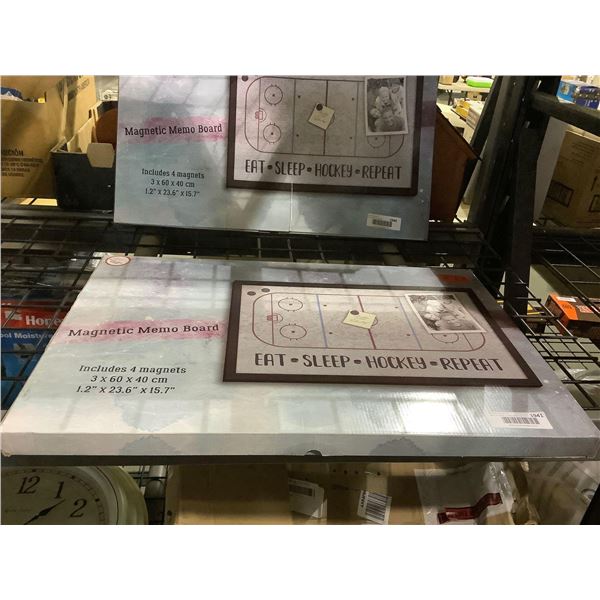 Magnetic Memo Board
EAT • SLEEP • HOCKEY • REPEAT
Includes 4 magnets
3 x 60 x 40 cm
1.2" x 23.6" x 15.7"
Magnetic Memo Board
EAT • SLEEP • HOCKEY • REPEAT
Includes 4 magnets
3 x 60 x 40 cm
1.2" x 23.6" x 15.7"
1541
12
1
2